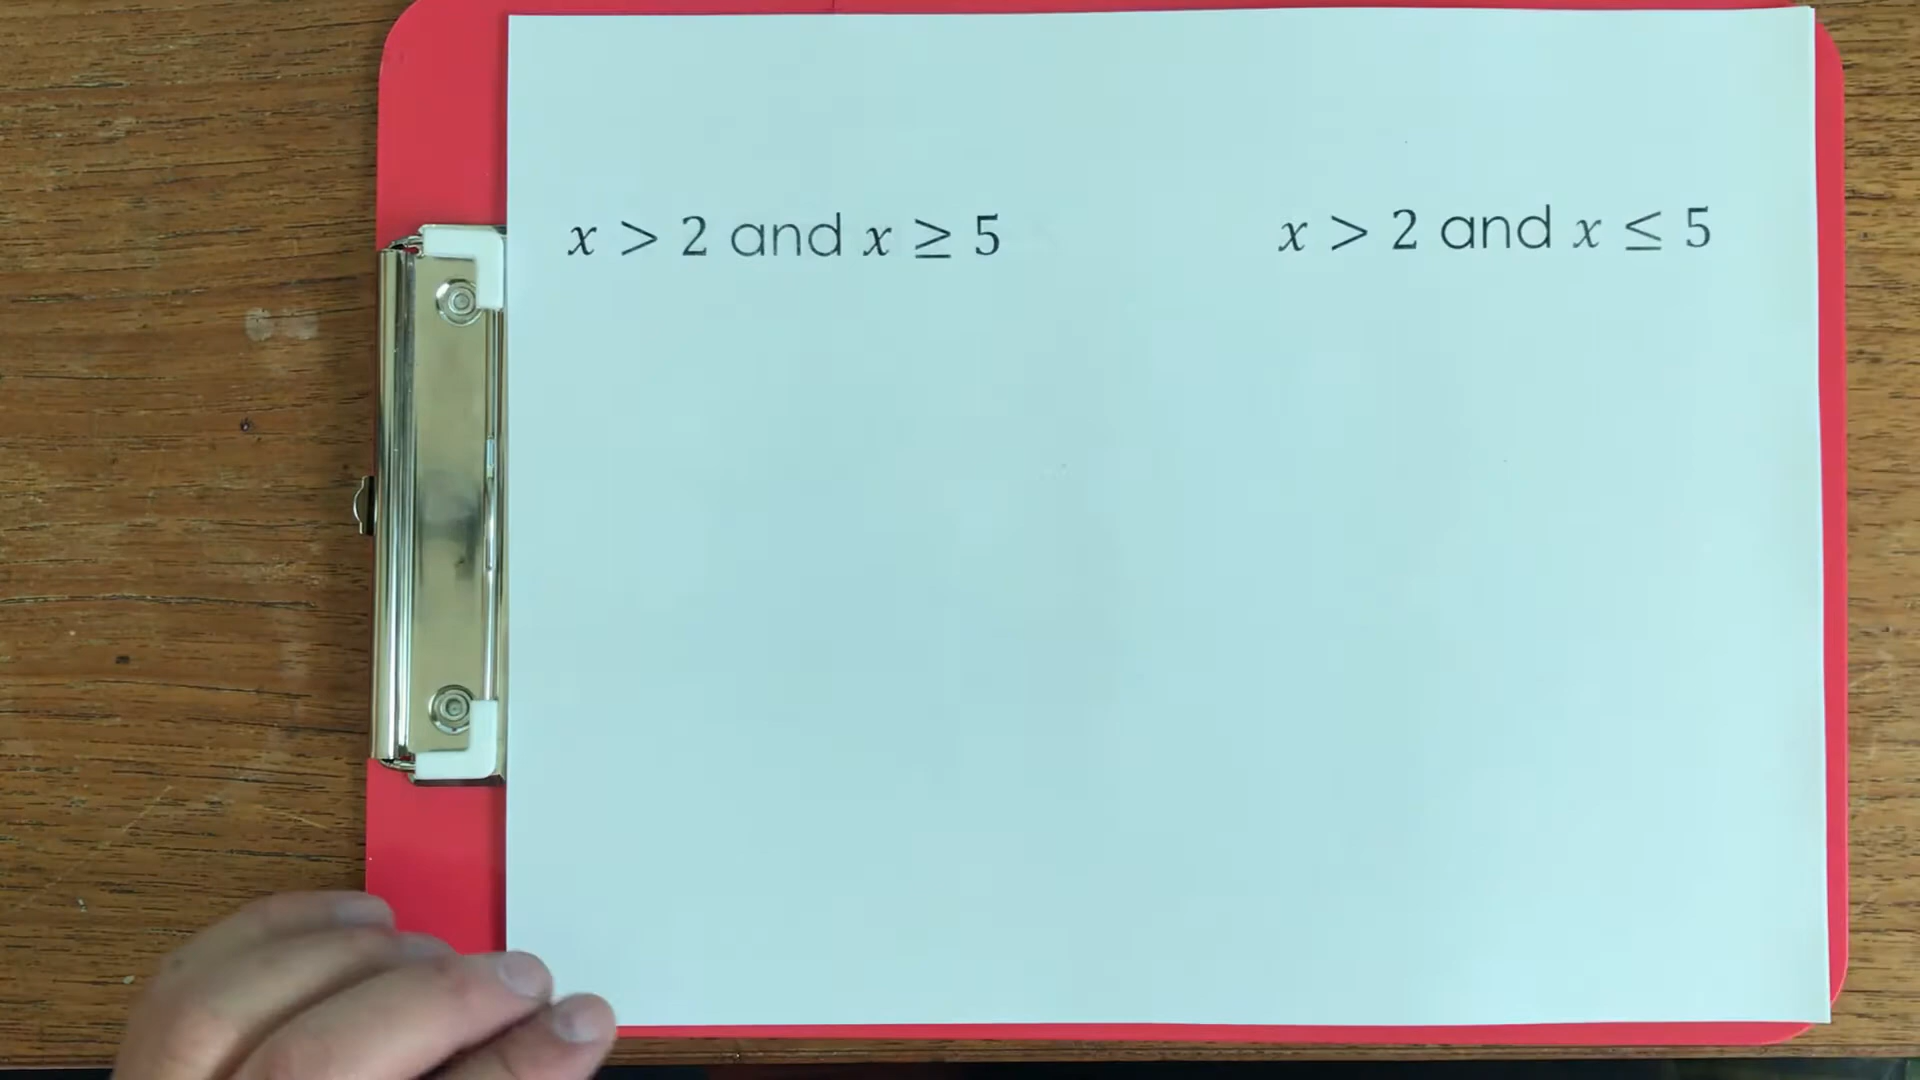 x > 2 and x ≥ 5
x > 2 and x ≤ 5